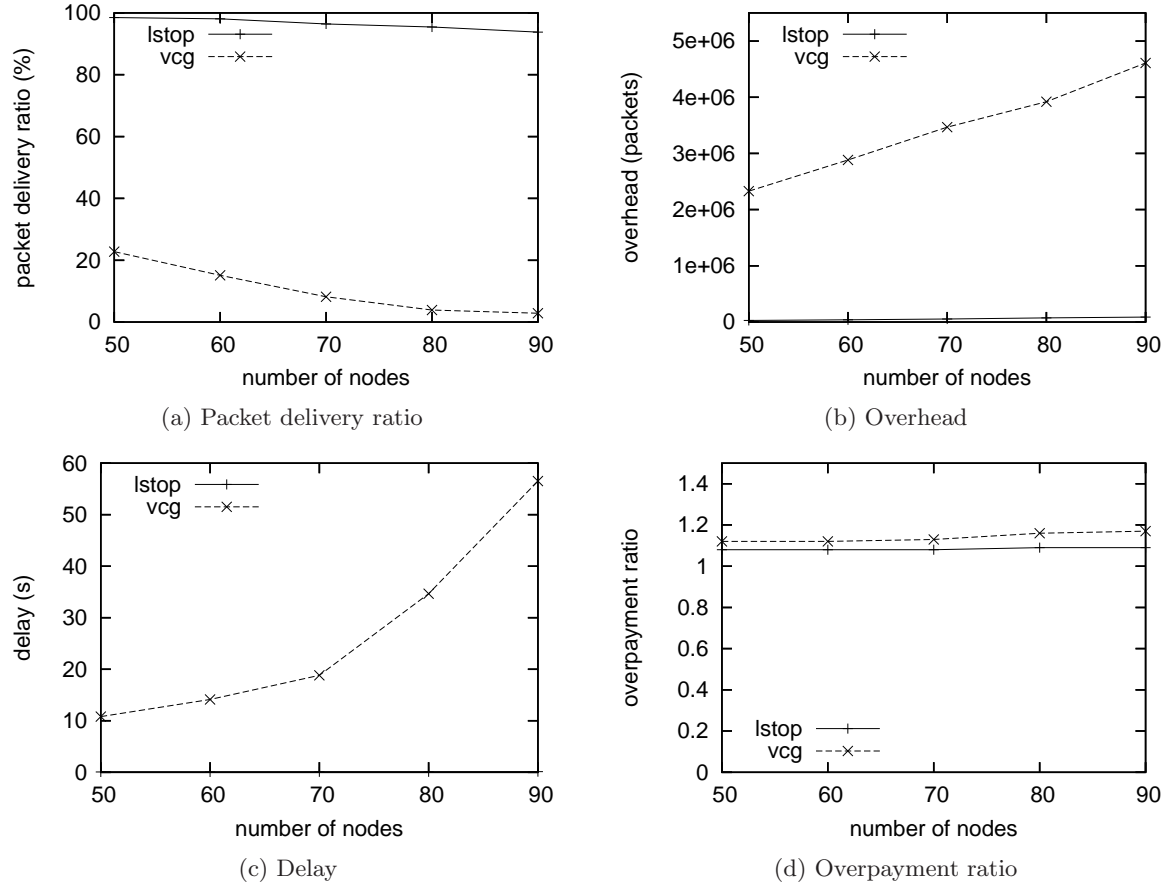 packet delivery ratio (%)
100
80
60
40
20
0
lstop
vcg
50 60 70 80 90
number of nodes
(a) Packet delivery ratio
overhead (packets)
5e+06
4e+06
3e+06
2e+06
1e+06
0
lstop
vcg
50 60 70 80 90
number of nodes
(b) Overhead
delay (s)
60
50
40
30
20
10
0
lstop
vcg
50 60 70 80 90
number of nodes
(c) Delay
overpayment ratio
1.4
1.2
1
0.8
0.6
0.4
0.2
0
lstop
vcg
50 60 70 80 90
number of nodes
(d) Overpayment ratio